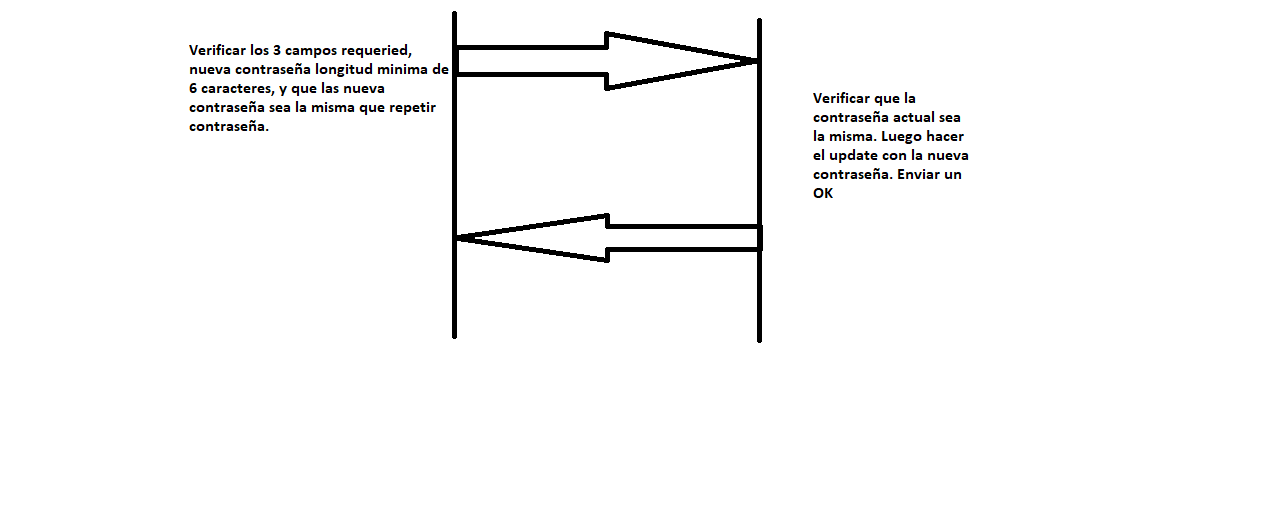 Verificar los 3 campos requeried,
nueva contraseña longitud minima de
6 caracteres, y que las nueva
contraseña sea la misma que repetir
contraseña.
Verificar que la
contraseña actual sea
la misma. Luego hacer
el update con la nueva
contraseña. Enviar un
OK